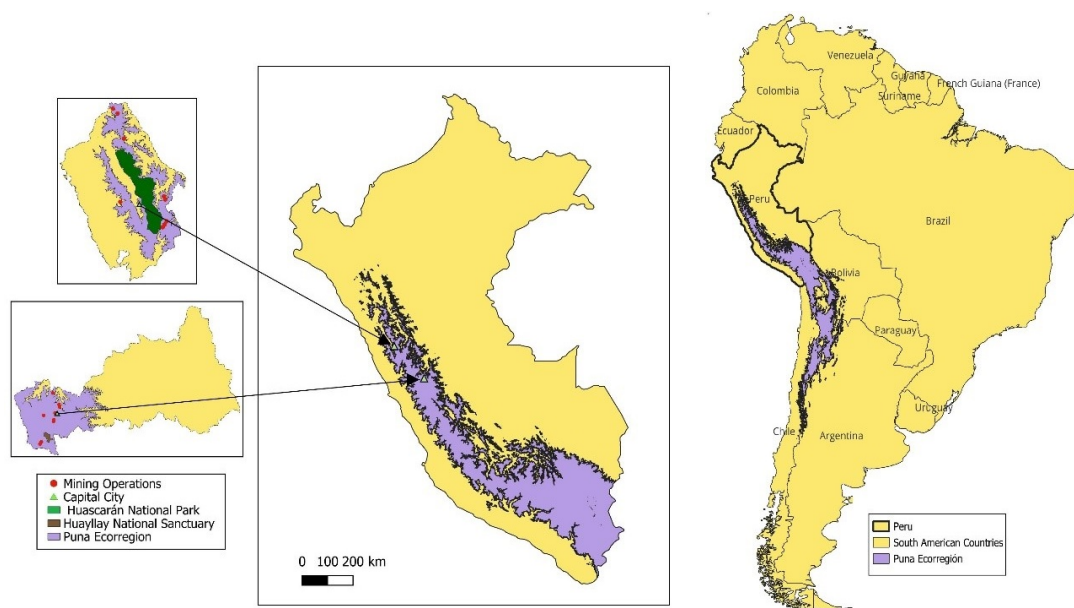 Mining Operations
Capital City
Huascarán National Park
Huayllay National Sanctuary
Puna Ecorregion
0 100 200 km
Venezuela
Guyana
French Guiana (France)
Suriname
Colombia
Ecuador
Peru
Brazil
Bolivia
Paraguay
Uruguay
Chile
Argentina
Peru
South American Countries
Puna Ecorregión